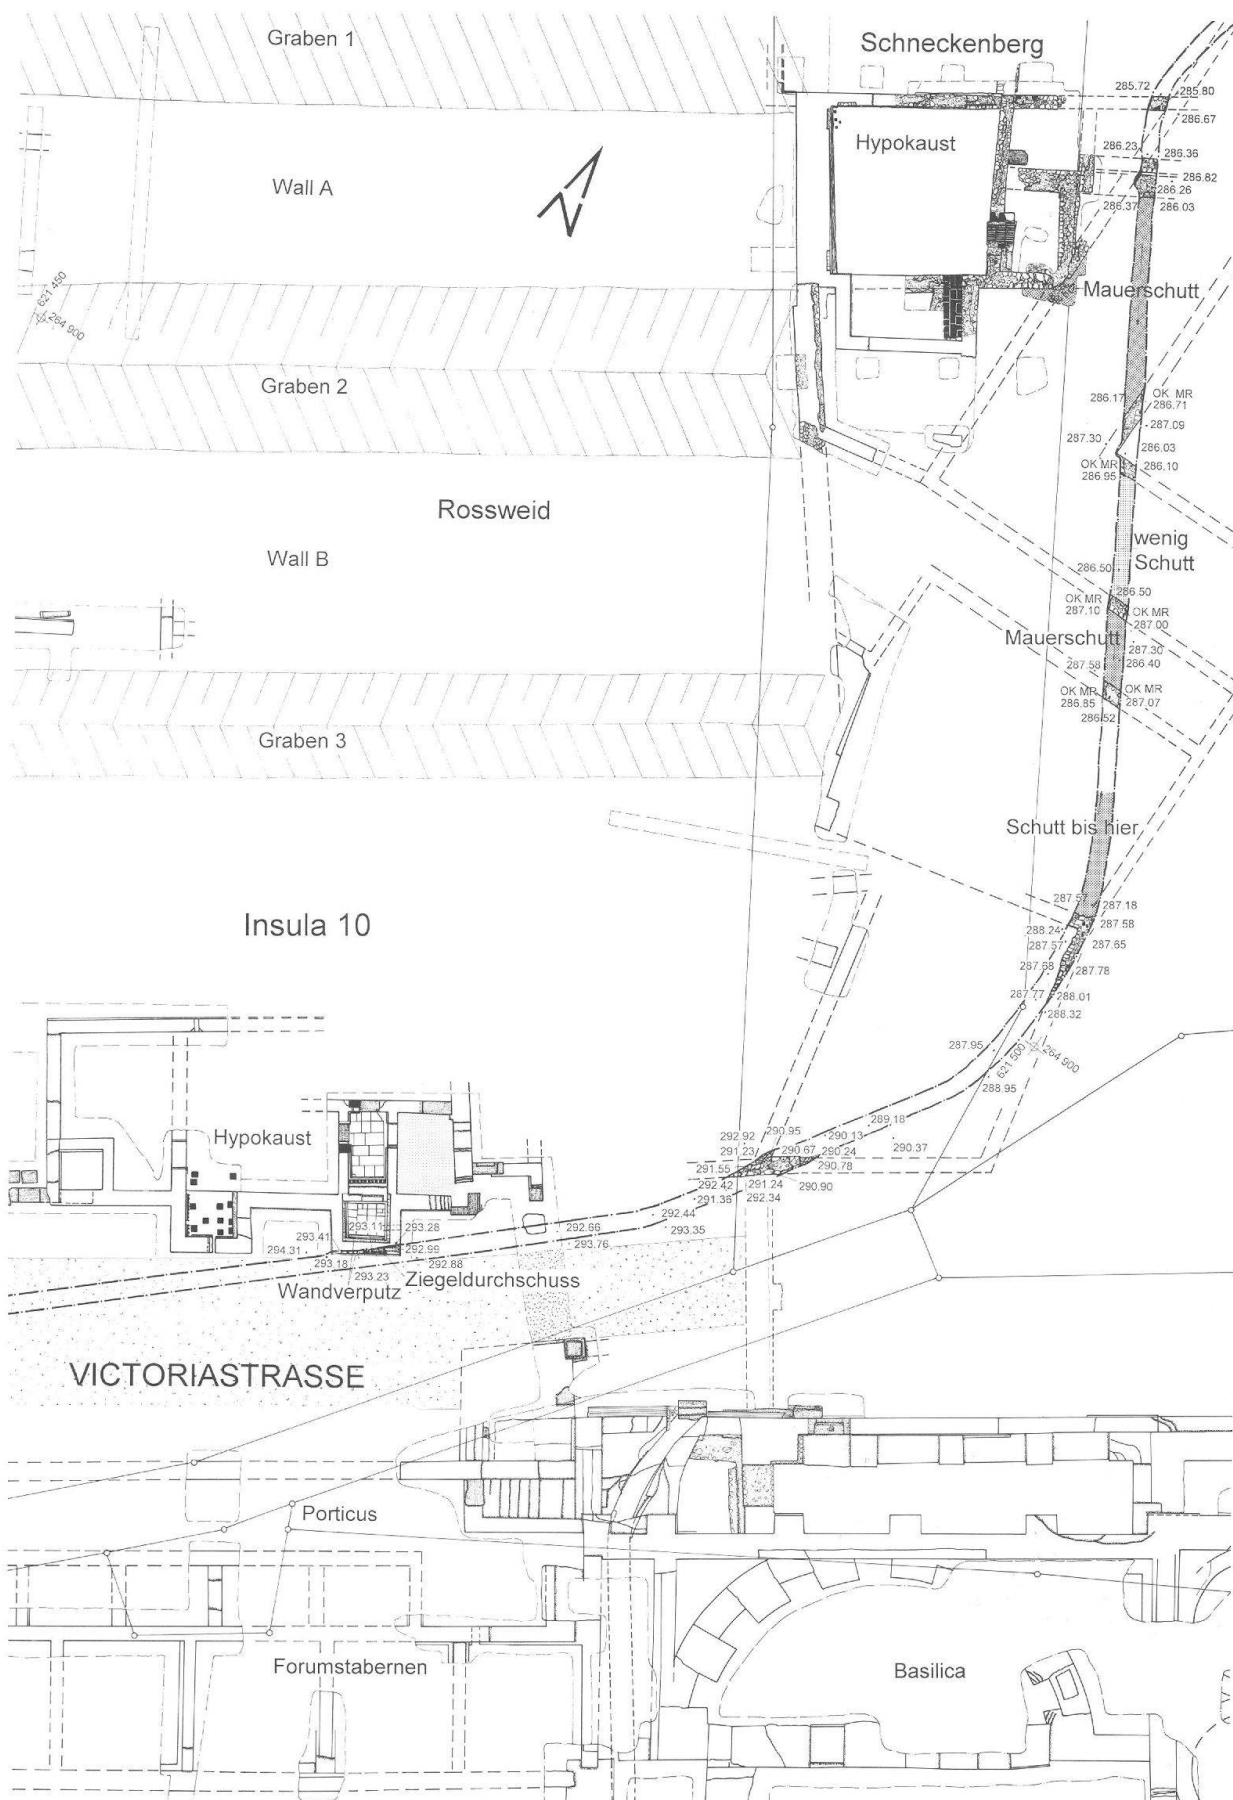 Graben 1
Schneckenberg
285.72
285.80
286.67
Hypokaust
286.23
286.36
Wall A
286.82
286.26
286.37
286.03
621 450
264 900
Mauerschutt
Graben 2
286.17
OK MR
286.71
287.09
287.30
286.03
OK MR
286.95
286.10
Rossweid
wenig
Schutt
Wall B
286.50
286.50
OK MR
287.10
OK MR
287.00
Mauerschutt
287.30
287.58
286.40
OK MR
286.85
OK MR
287.07
286.52
Graben 3
Schutt bis hier
287.57
287.18
Insula 10
288.24
287.58
287.57
287.65
287.68
287.78
287.77
288.01
288.32
287.95
621 500
264 900
288.95
289.18
Hypokaust
292.92
290.95
290.13
290.37
291.23
290.67
290.24
291.55
290.78
292.42
291.24
290.90
291.36
292.34
292.44
293.11
293.28
292.66
293.35
293.41
294.31
292.99
293.76
293.18
292.88
293.23
Ziegeldurchschuss
Wandverputz
VICTORIASTRASSE
Porticus
Forumstabernen
Basilica